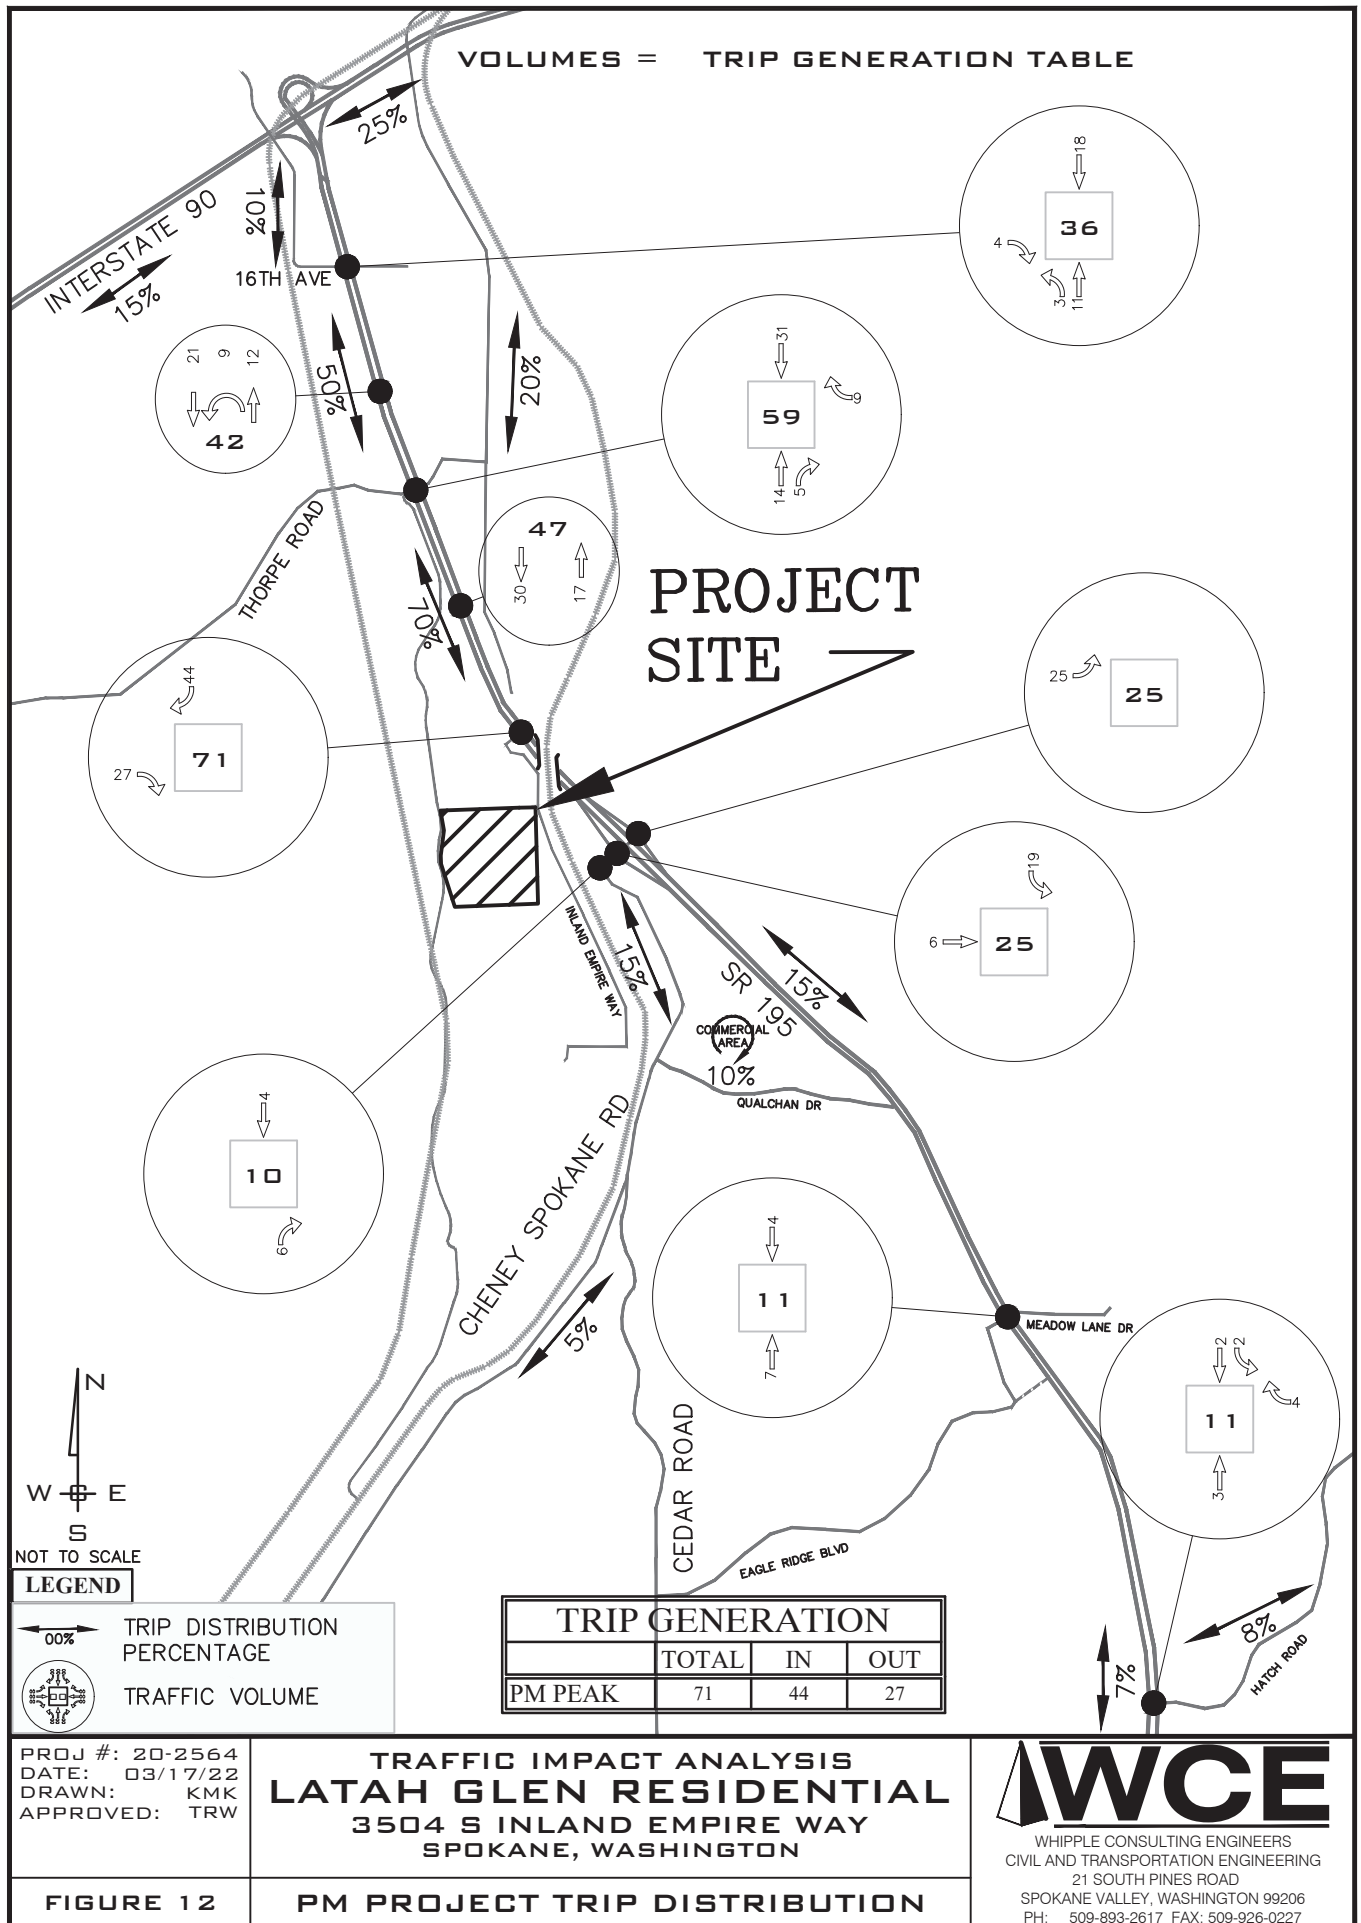 VOLUMES = TRIP GENERATION TABLE
25%
10%
INTERSTATE 90
15%
16TH AVE
18
36
4
3
11
50%
20%
21 9 12
42
31
59
9
14
5
THORPE ROAD
47
30
17
70%
PROJECT
SITE
44
71
27
25
25
19
6
25
INLAND EMPIRE WAY
15%
SR 195
15%
COMMERCIAL
AREA
10%
QUALCHAN DR
4
10
6
CHENEY SPOKANE RD
5%
4
11
7
MEADOW LANE DR
2 2
11
4
3
CEDAR ROAD
EAGLE RIDGE BLVD
8%
HATCH ROAD
7%
N
W E
S
NOT TO SCALE
LEGEND
00%
TRIP DISTRIBUTION
PERCENTAGE
TRAFFIC VOLUME
TRIP GENERATION
TOTAL IN OUT
PM PEAK 71 44 27
PROJ #: 20-2564
DATE: 03/17/22
DRAWN: KMK
APPROVED: TRW
FIGURE 12
TRAFFIC IMPACT ANALYSIS
LATAH GLEN RESIDENTIAL
3504 S INLAND EMPIRE WAY
SPOKANE, WASHINGTON
PM PROJECT TRIP DISTRIBUTION
WCE
WHIPPLE CONSULTING ENGINEERS
CIVIL AND TRANSPORTATION ENGINEERING
21 SOUTH PINES ROAD
SPOKANE VALLEY, WASHINGTON 99206
PH: 509-893-2617 FAX: 509-926-0227